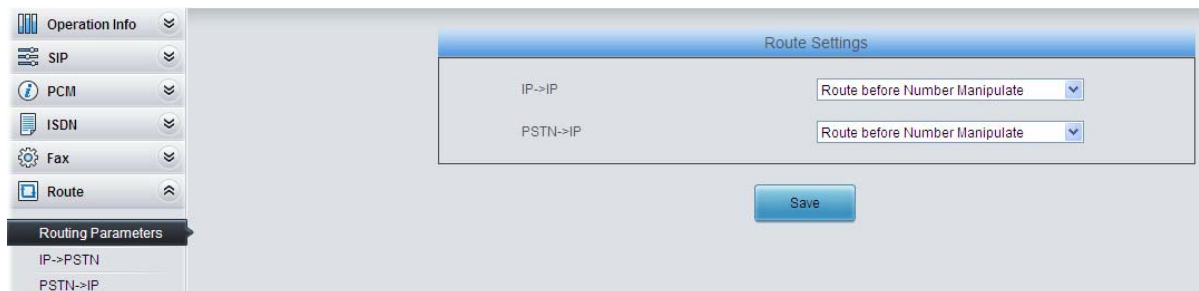 Operation Info
SIP
PCM
ISDN
Fax
Route
Routing Parameters
IP->PSTN
PSTN->IP
Route Settings
IP->IP
Route before Number Manipulate
PSTN->IP
Route before Number Manipulate
Save